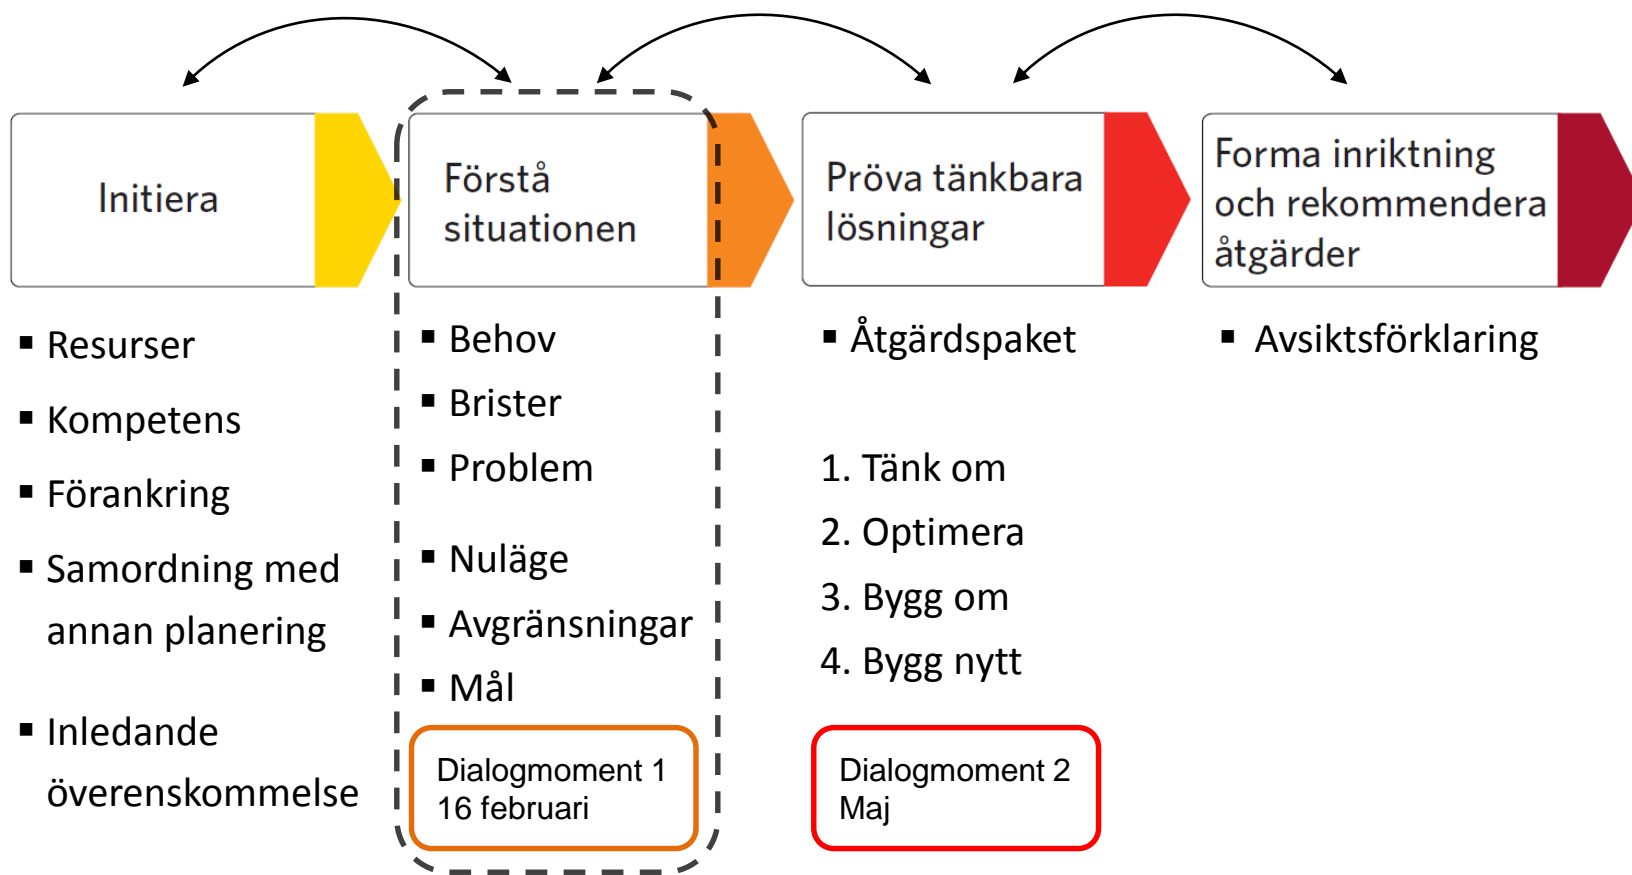 Initiera
Förstå
situationen
Pröva tänkbara
lösningar
Forma inriktning
och rekommendera
åtgärder
▪ Resurser
▪ Kompetens
▪ Förankring
▪ Samordning med
annan planering
▪ Inledande
överenskommelse
▪ Behov
▪ Brister
▪ Problem
▪ Nuläge
▪ Avgränsningar
▪ Mål
Dialogmoment 1
16 februari
▪ Åtgärdspaket
1. Tänk om
2. Optimera
3. Bygg om
4. Bygg nytt
Dialogmoment 2
Maj
▪ Avsiktsförklaring